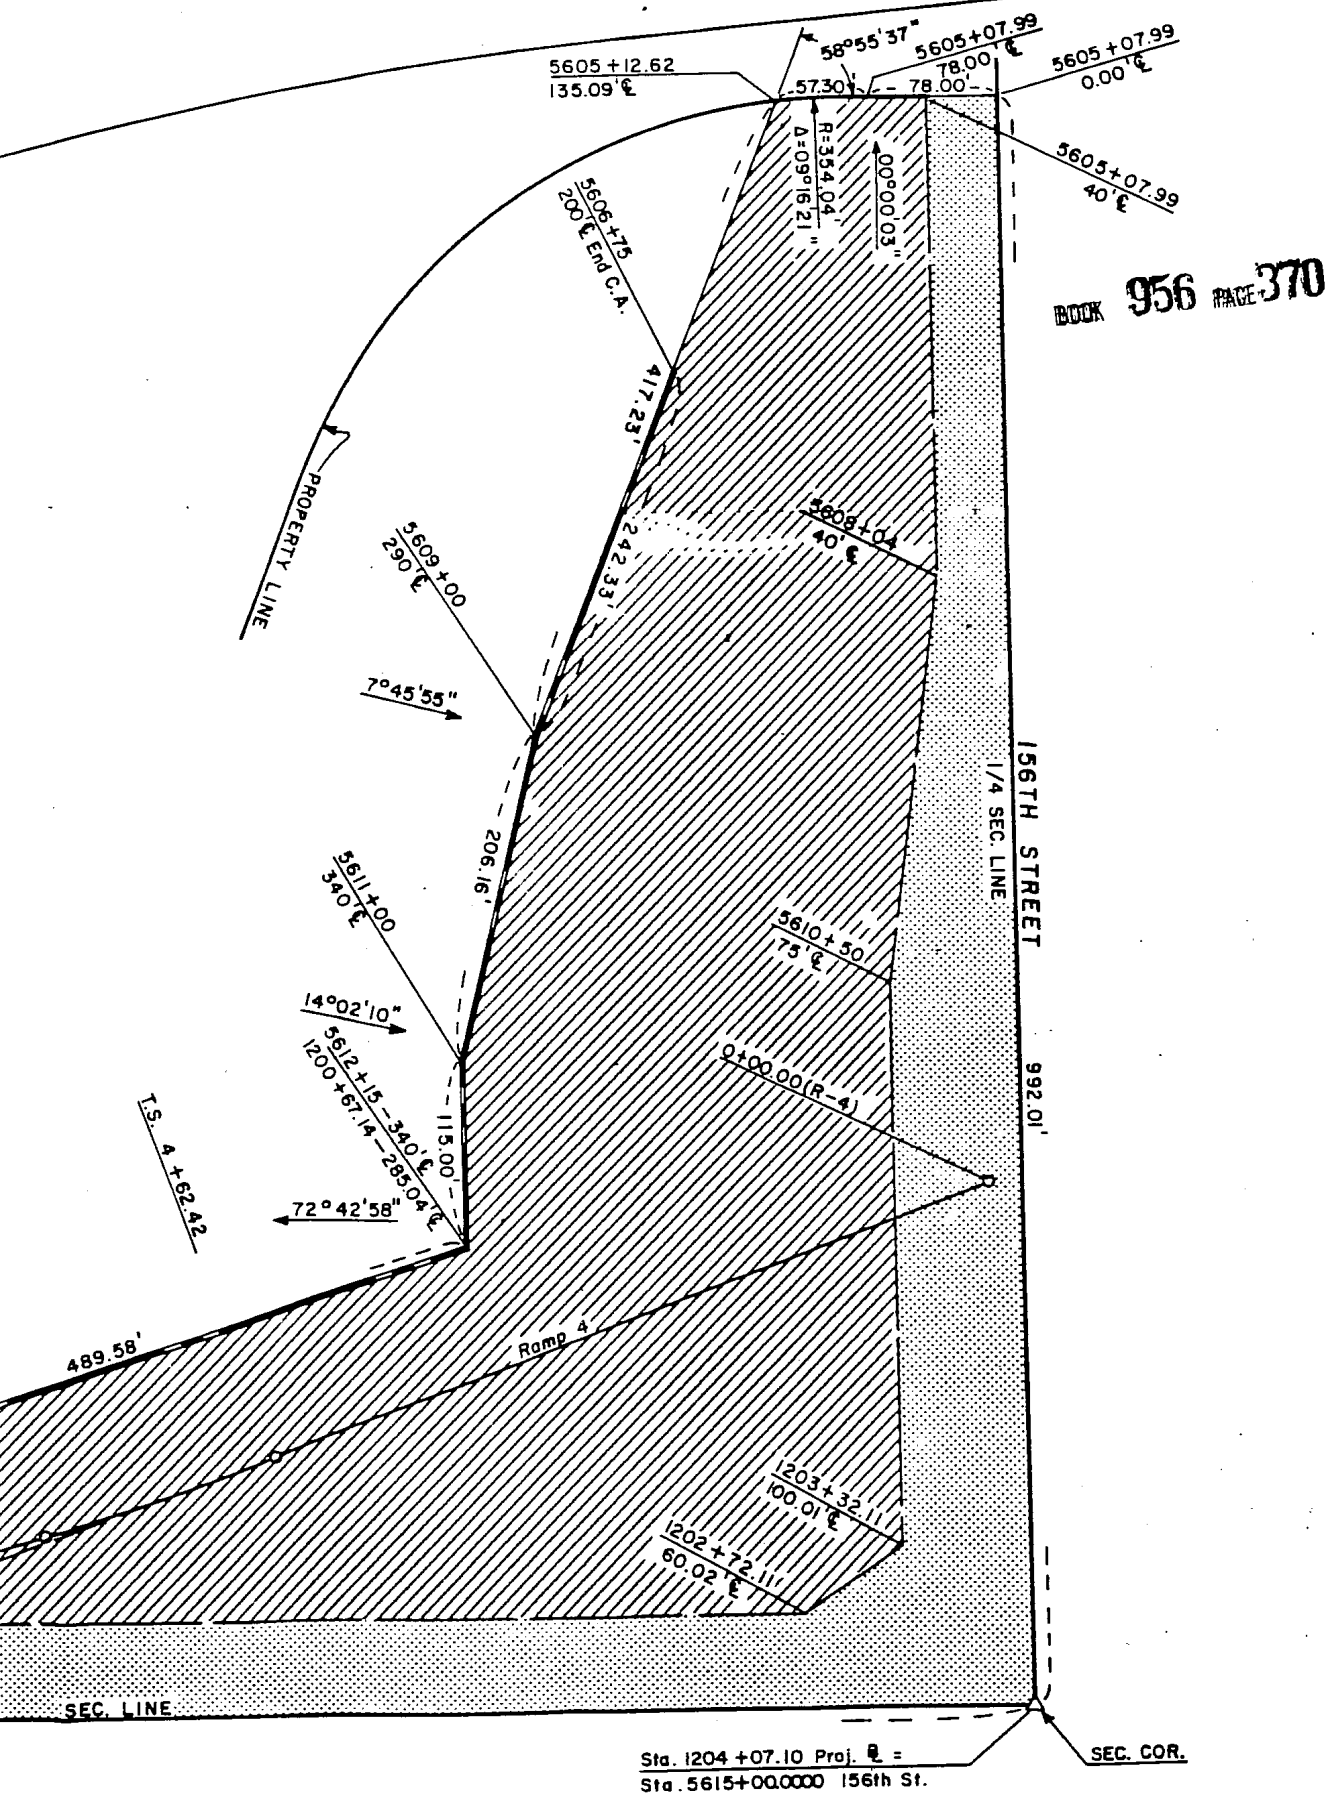 58°55'37"
5605+07.99
78.00' ℄
5605+07.99
0.00' ℄
5605+12.62
135.09' ℄
57.30
78.00'
R=354.04'
Δ=09°16'21"
00°00'03"
5605+07.99
40' ℄
5606+75
200' ℄ End C.A.
BOOK 956 PAGE 370
417.23'
PROPERTY LINE
5608+04
40' ℄
5609+00
290' ℄
242.33'
7°45'55"
156TH STREET
1/4 SEC. LINE
206.16'
5611+00
340' ℄
5610+50
75' ℄
14°02'10"
5612+15-340' ℄
1200+67.14-285.04' ℄
0+00.00(R-4)
992.01'
T.S. 4+62.42
115.00'
72°42'58"
489.58'
Ramp 4
1203+32.11
100.01' ℄
1202+72.11
60.02' ℄
SEC. LINE
Sta. 1204+07.10 Proj. ℄ =
Sta. 5615+00.0000 156th St.
SEC. COR.